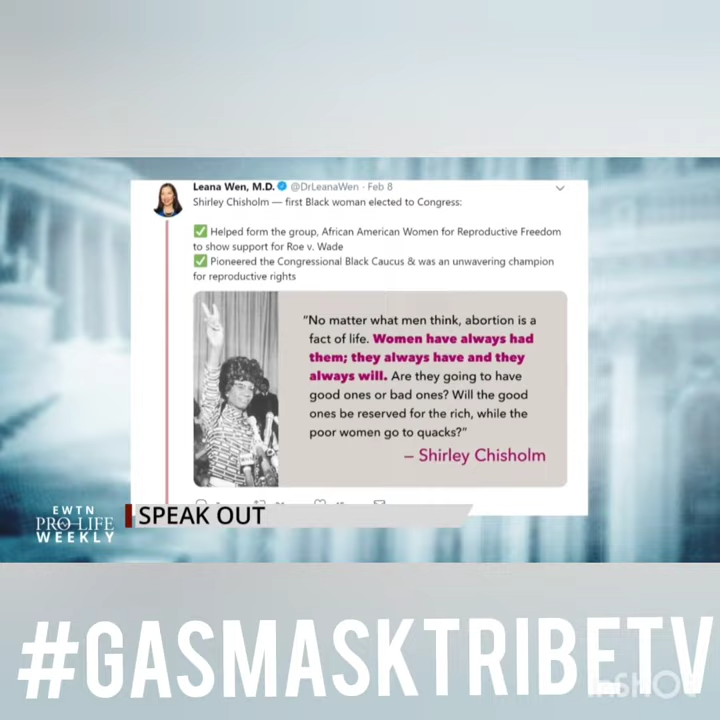 Leana Wen, M.D. @DrLeanaWen · Feb 8
Shirley Chisholm — first Black woman elected to Congress:
✅ Helped form the group, African American Women for Reproductive Freedom
to show support for Roe v. Wade
✅ Pioneered the Congressional Black Caucus & was an unwavering champion
for reproductive rights
"No matter what men think, abortion is a
fact of life. Women have always had
them; they always have and they
always will. Are they going to have
good ones or bad ones? Will the good
ones be reserved for the rich, while the
poor women go to quacks?"
– Shirley Chisholm
EWTN
PRO-LIFE
WEEKLY
SPEAK OUT
#GASMASKTRIBETV
InShOt